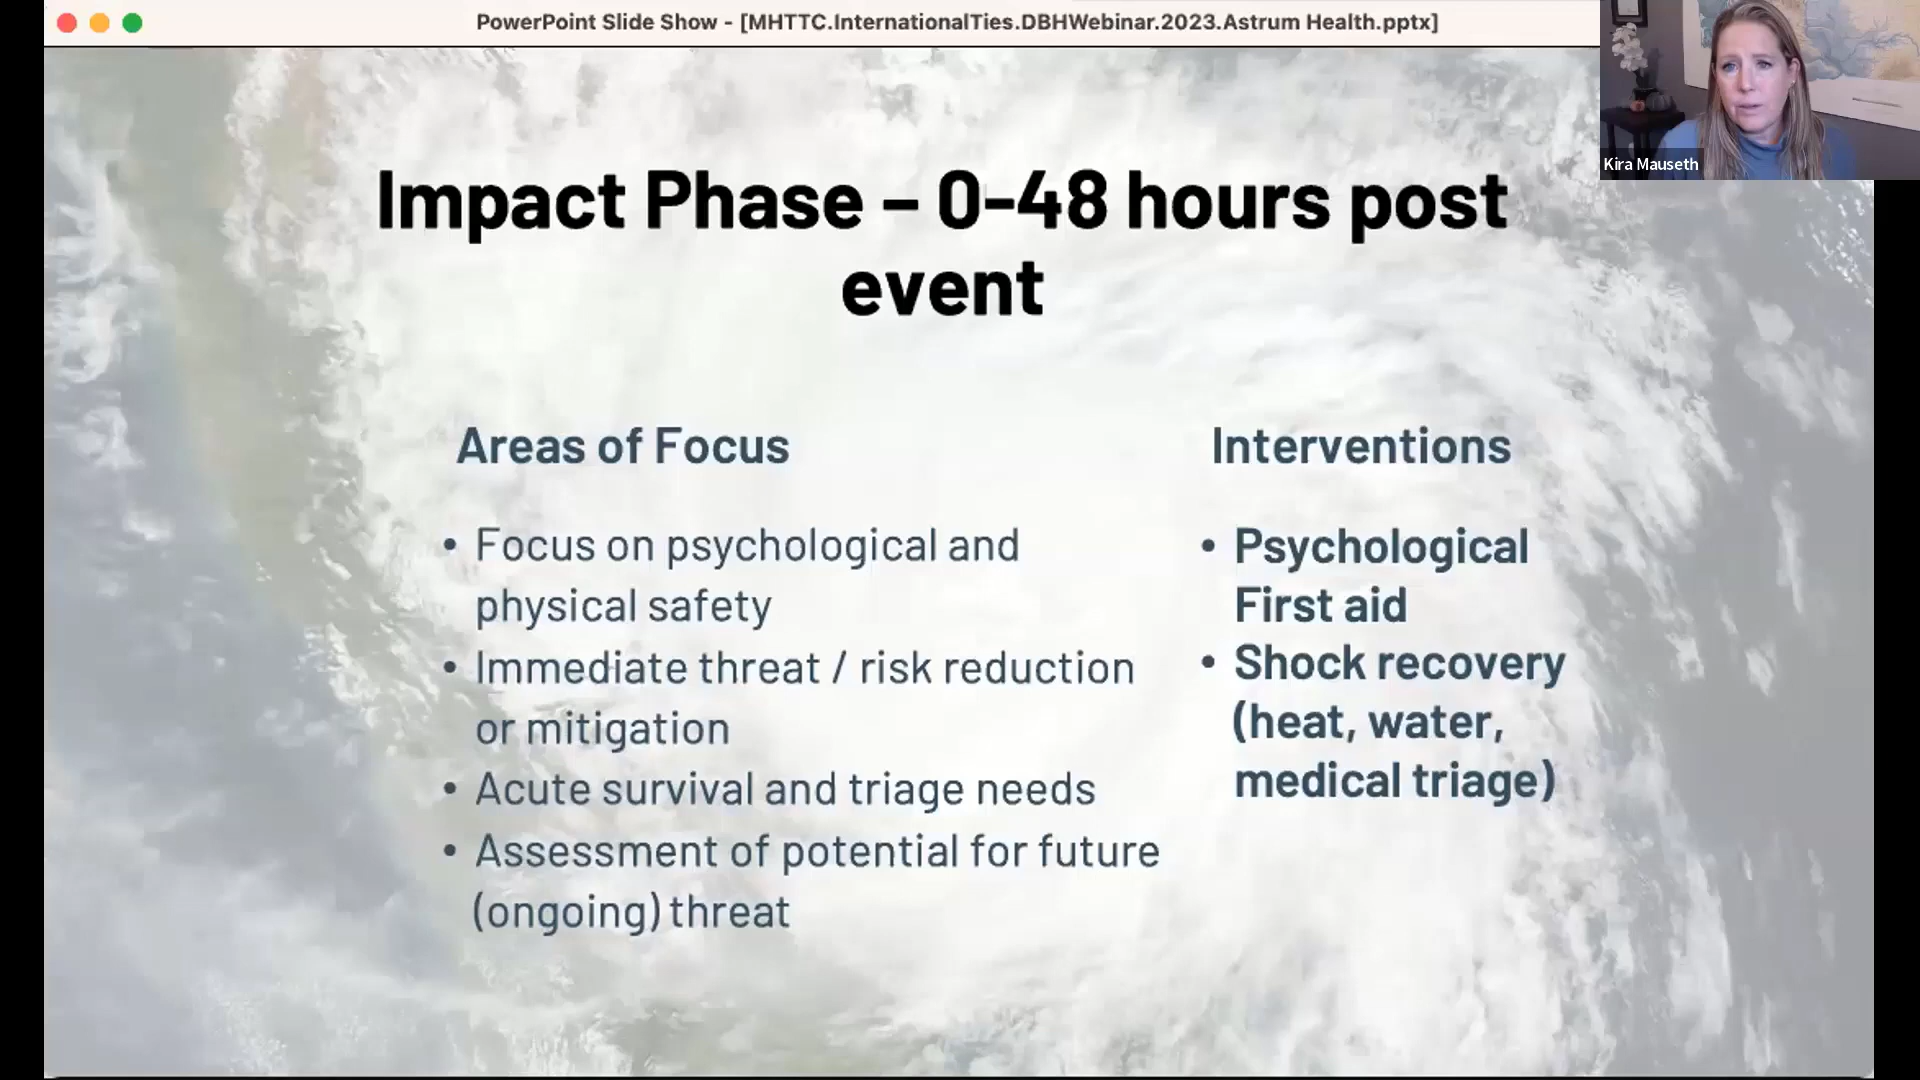 PowerPoint Slide Show - [MHTTC.InternationalTies.DBHWebinar.2023.Astrum Health.pptx]
Kira Mauseth
Impact Phase – 0-48 hours post
event
Areas of Focus
• Focus on psychological and
physical safety
• Immediate threat / risk reduction
or mitigation
• Acute survival and triage needs
• Assessment of potential for future
(ongoing) threat
Interventions
• Psychological
First aid
• Shock recovery
(heat, water,
medical triage)